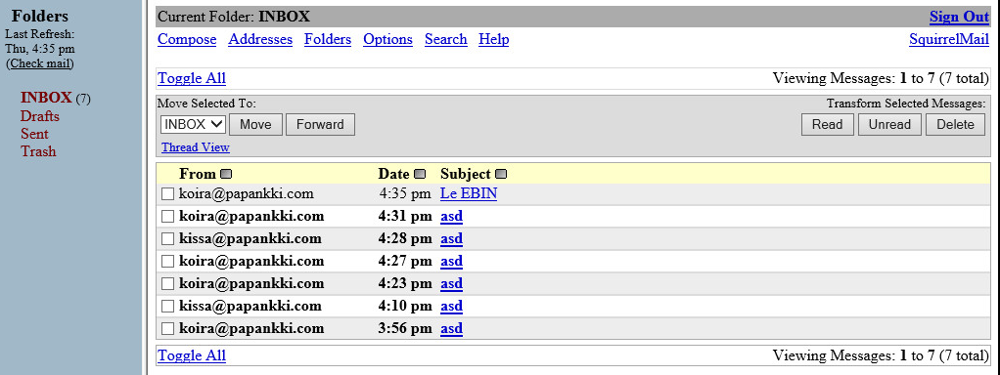 Folders
Last Refresh:
Thu, 4:35 pm
(Check mail)
INBOX (7)
Drafts
Sent
Trash
Current Folder: INBOX Sign Out
Compose Addresses Folders Options Search Help SquirrelMail
Toggle All Viewing Messages: 1 to 7 (7 total)
Move Selected To: Transform Selected Messages:
INBOX Move Forward Read Unread Delete
Thread View
From Date Subject
koira@papankki.com 4:35 pm Le EBIN
koira@papankki.com 4:31 pm asd
kissa@papankki.com 4:28 pm asd
koira@papankki.com 4:27 pm asd
koira@papankki.com 4:23 pm asd
kissa@papankki.com 4:10 pm asd
koira@papankki.com 3:56 pm asd
Toggle All Viewing Messages: 1 to 7 (7 total)